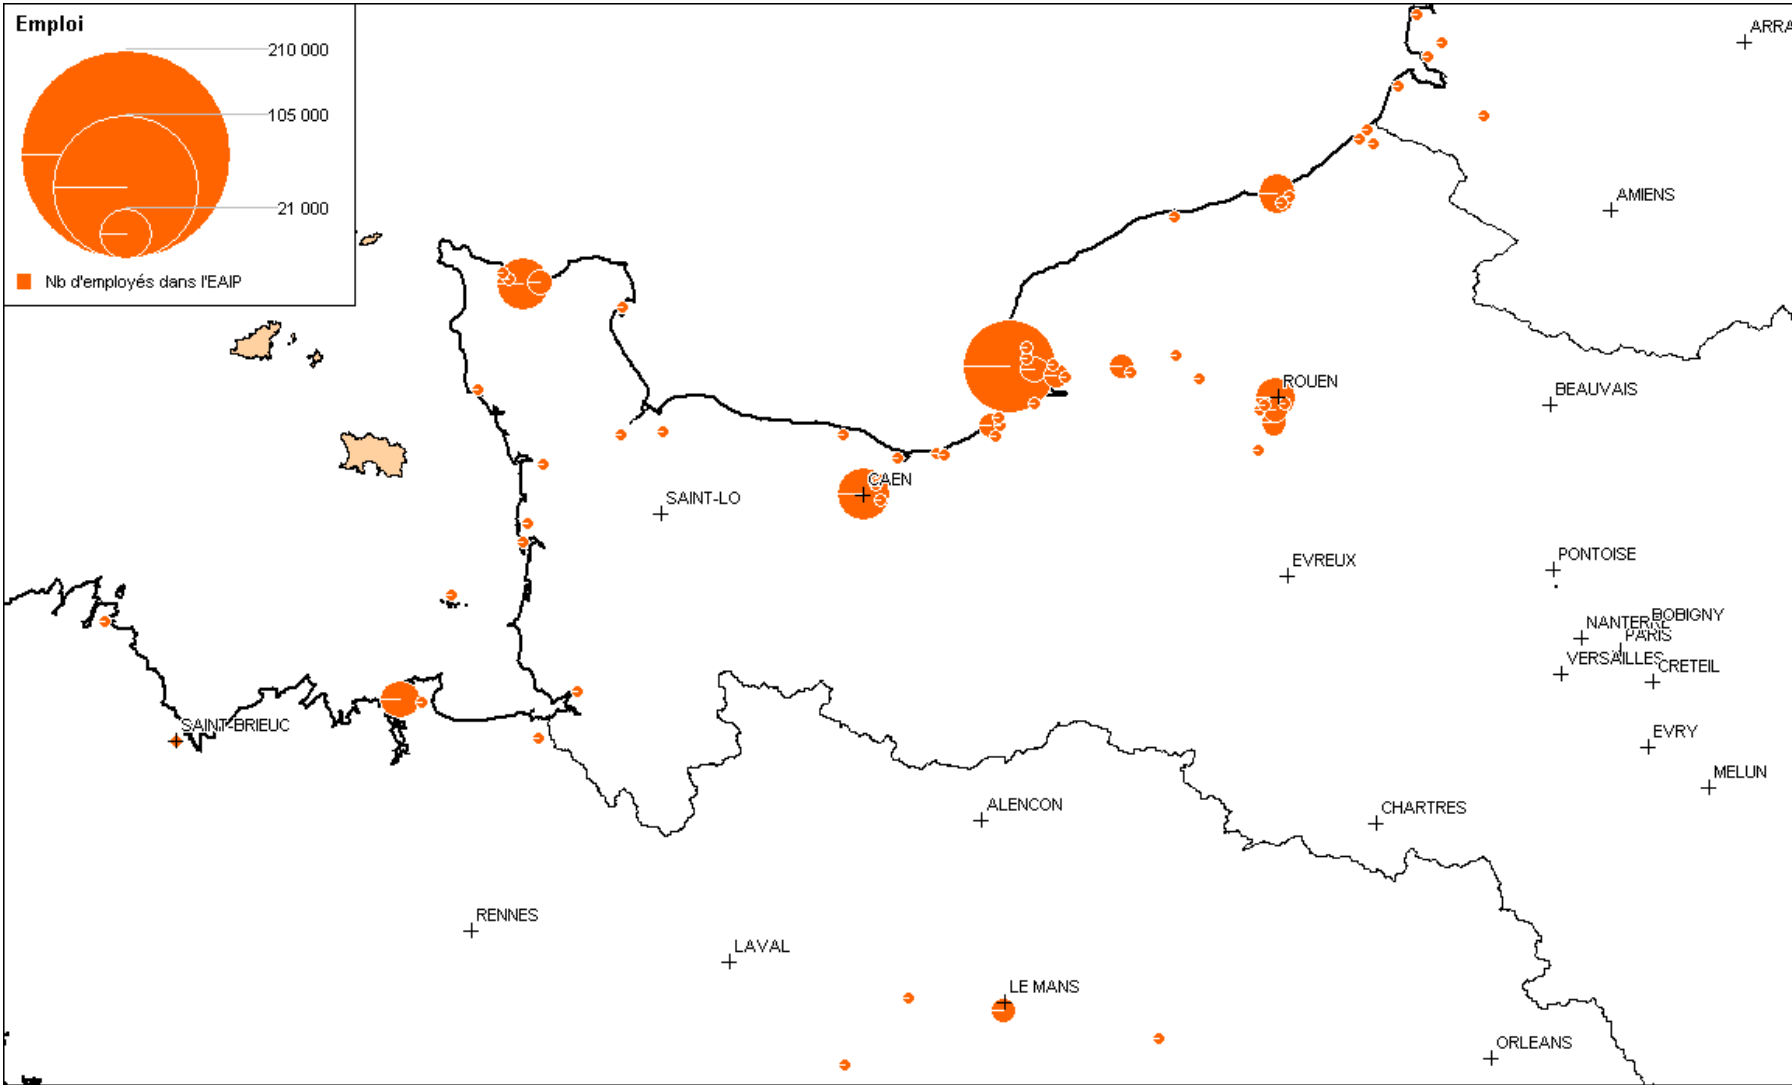 Emploi
210 000
105 000
21 000
Nb d'employés dans l'EAIP
ARRA
AMIENS
ROUEN
BEAUVAIS
CAEN
SAINT-LO
EVREUX
PONTOISE
BOBIGNY
NANTERRE
PARIS
VERSAILLES
CRETEIL
SAINT-BRIEUC
EVRY
MELUN
ALENCON
CHARTRES
RENNES
LAVAL
LE MANS
ORLEANS